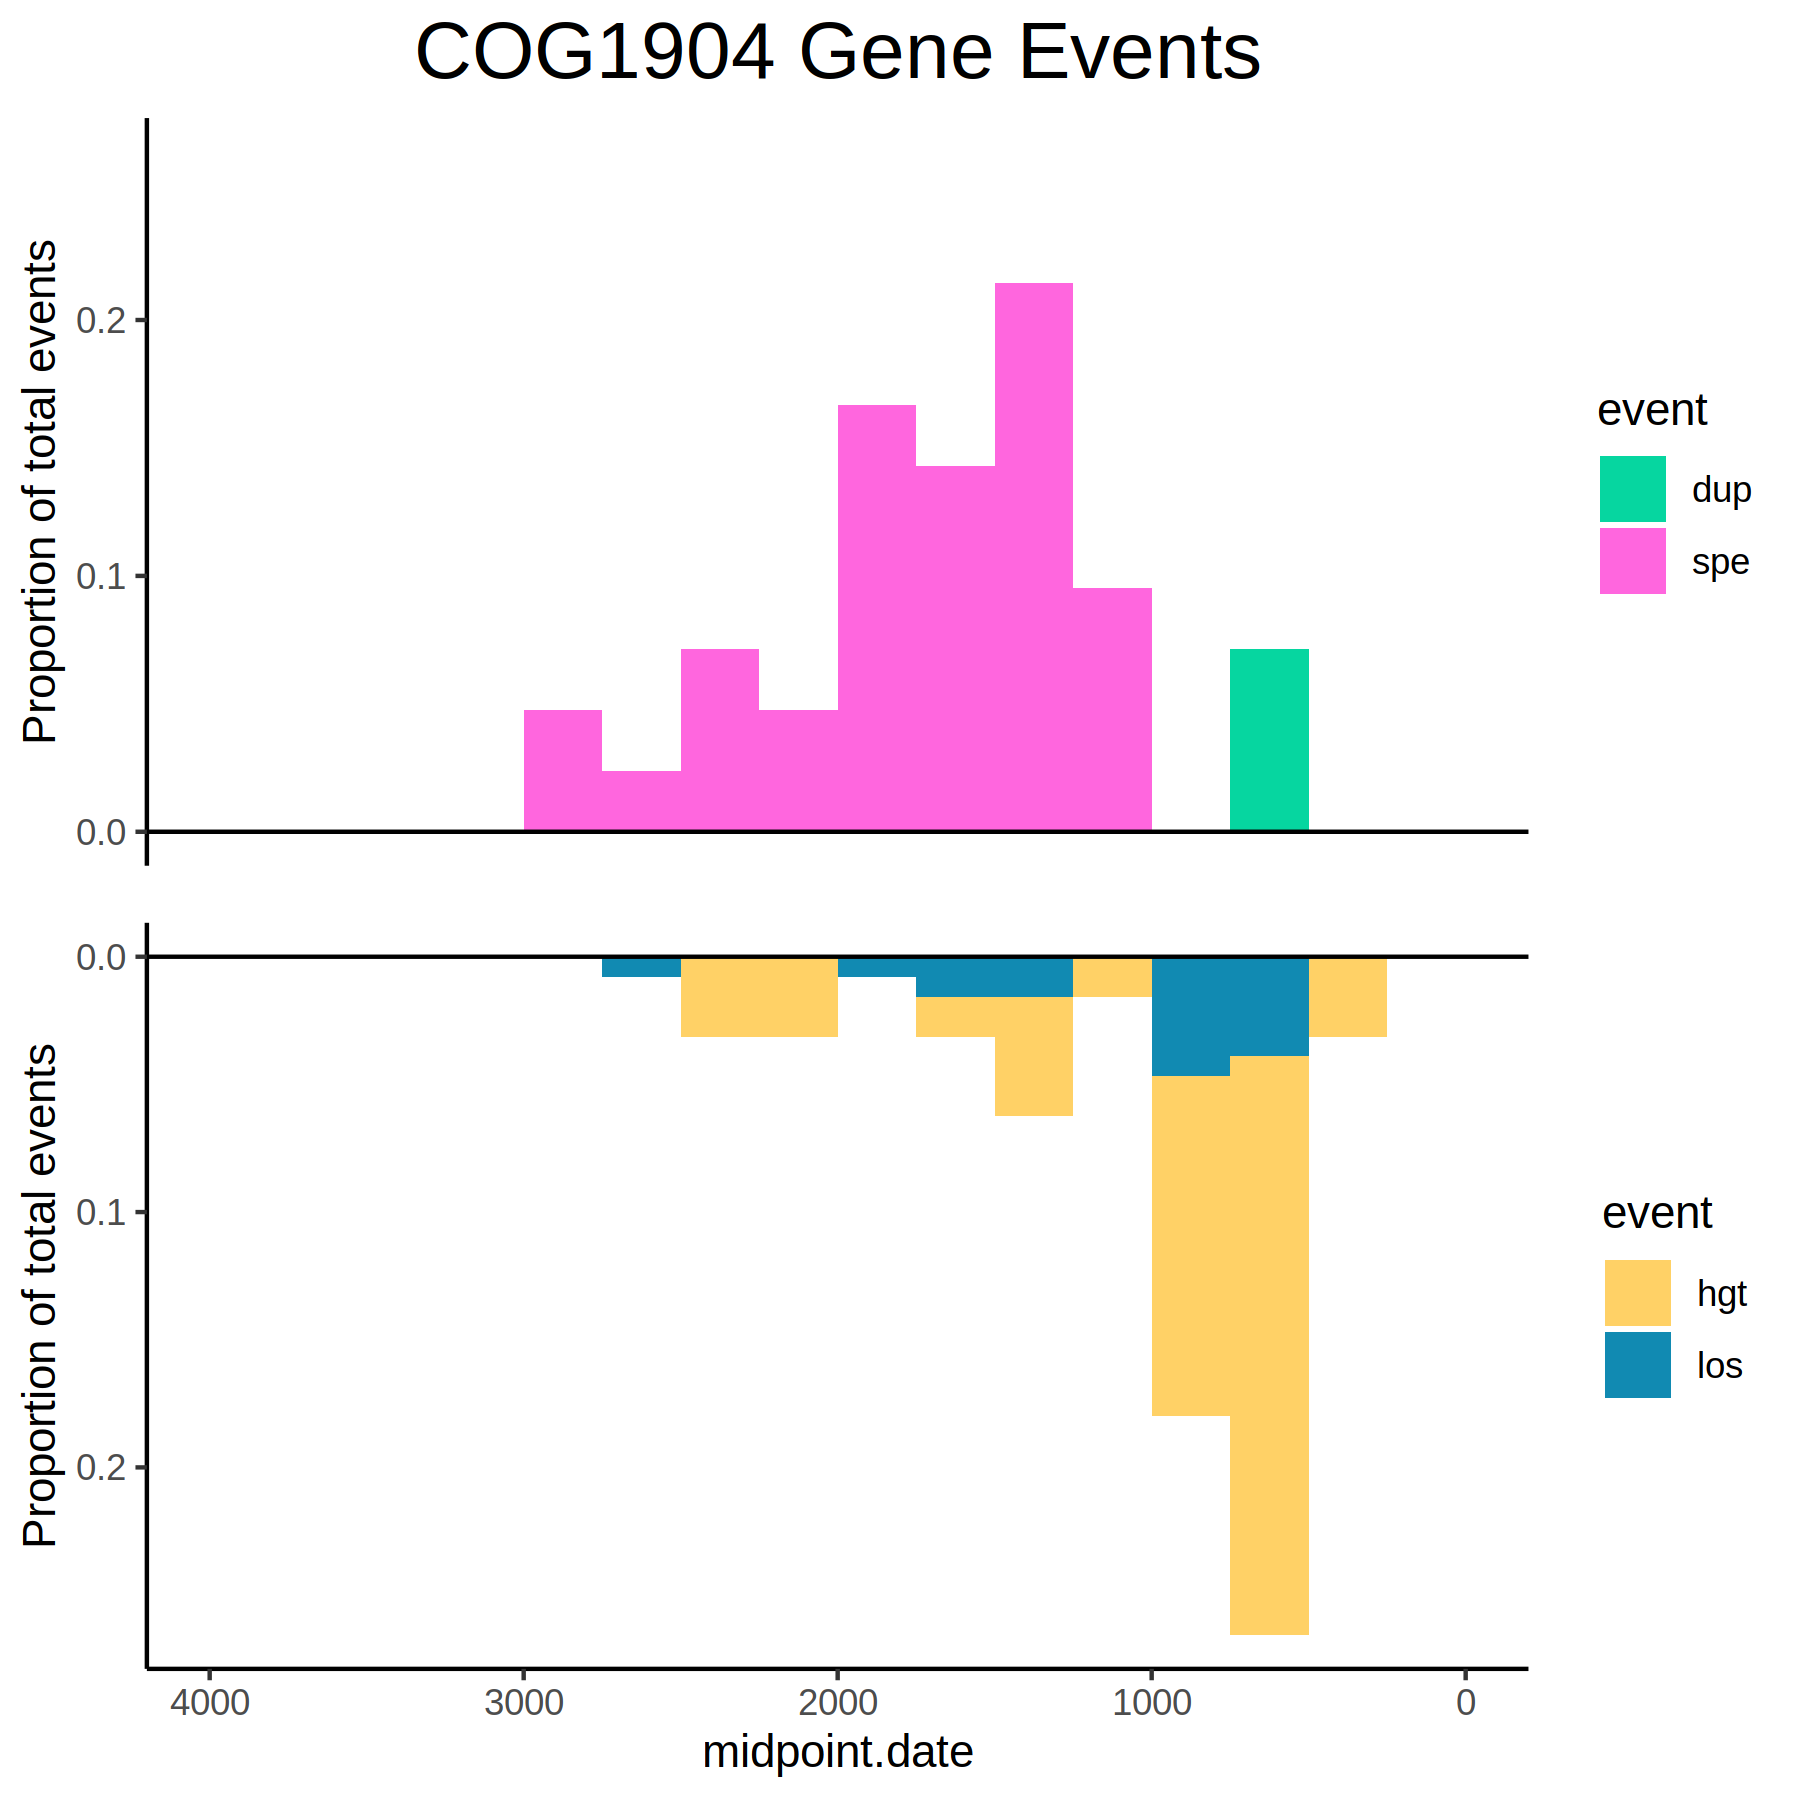 COG1904 Gene Events
Proportion of total events
0.2
0.1
0.0
event
dup
spe
Proportion of total events
0.0
0.1
0.2
event
hgt
los
4000 3000 2000 1000 0
midpoint.date